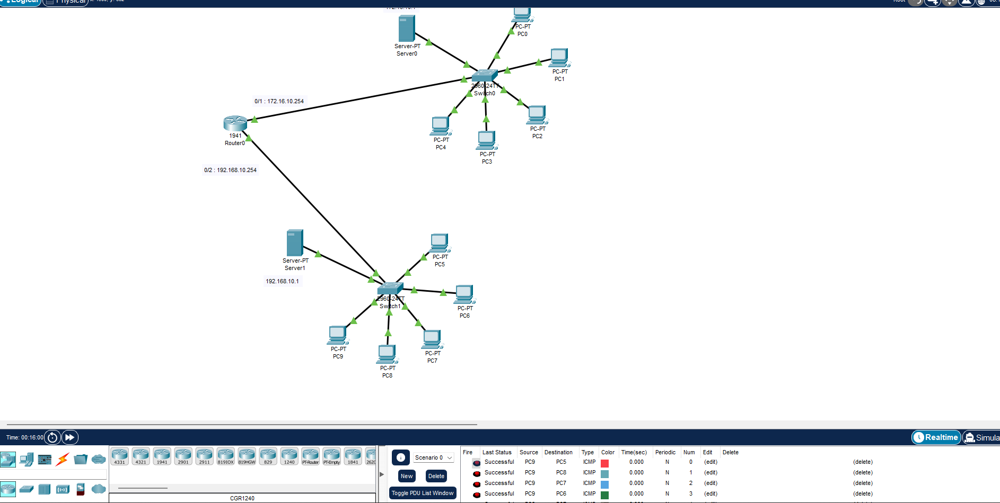 Logical
Physical
Root
172.16.10.1
PC-PT
PC0
Server-PT
Server0
PC-PT
PC1
2960-24TT
Switch0
0/1 : 172.16.10.254
PC-PT
PC2
1941
Router0
PC-PT
PC4
PC-PT
PC3
0/2 : 192.168.10.254
Server-PT
Server1
PC-PT
PC5
192.168.10.1
2960-24TT
Switch1
PC-PT
PC6
PC-PT
PC9
PC-PT
PC7
PC-PT
PC8
Time: 00:16:00
Realtime
Simula
4331 4321 1941 2901 2911 819IOX 819HGW 829 1240 PT-Router PT-Empty 1841 2620
CGR1240
Scenario 0
New
Delete
Toggle PDU List Window
Fire Last Status Source Destination Type Color Time(sec) Periodic Num Edit Delete
Successful PC9 PC5 ICMP 0.000 N 0 (edit) (delete)
Successful PC9 PC8 ICMP 0.000 N 1 (edit) (delete)
Successful PC9 PC7 ICMP 0.000 N 2 (edit) (delete)
Successful PC9 PC6 ICMP 0.000 N 3 (edit) (delete)